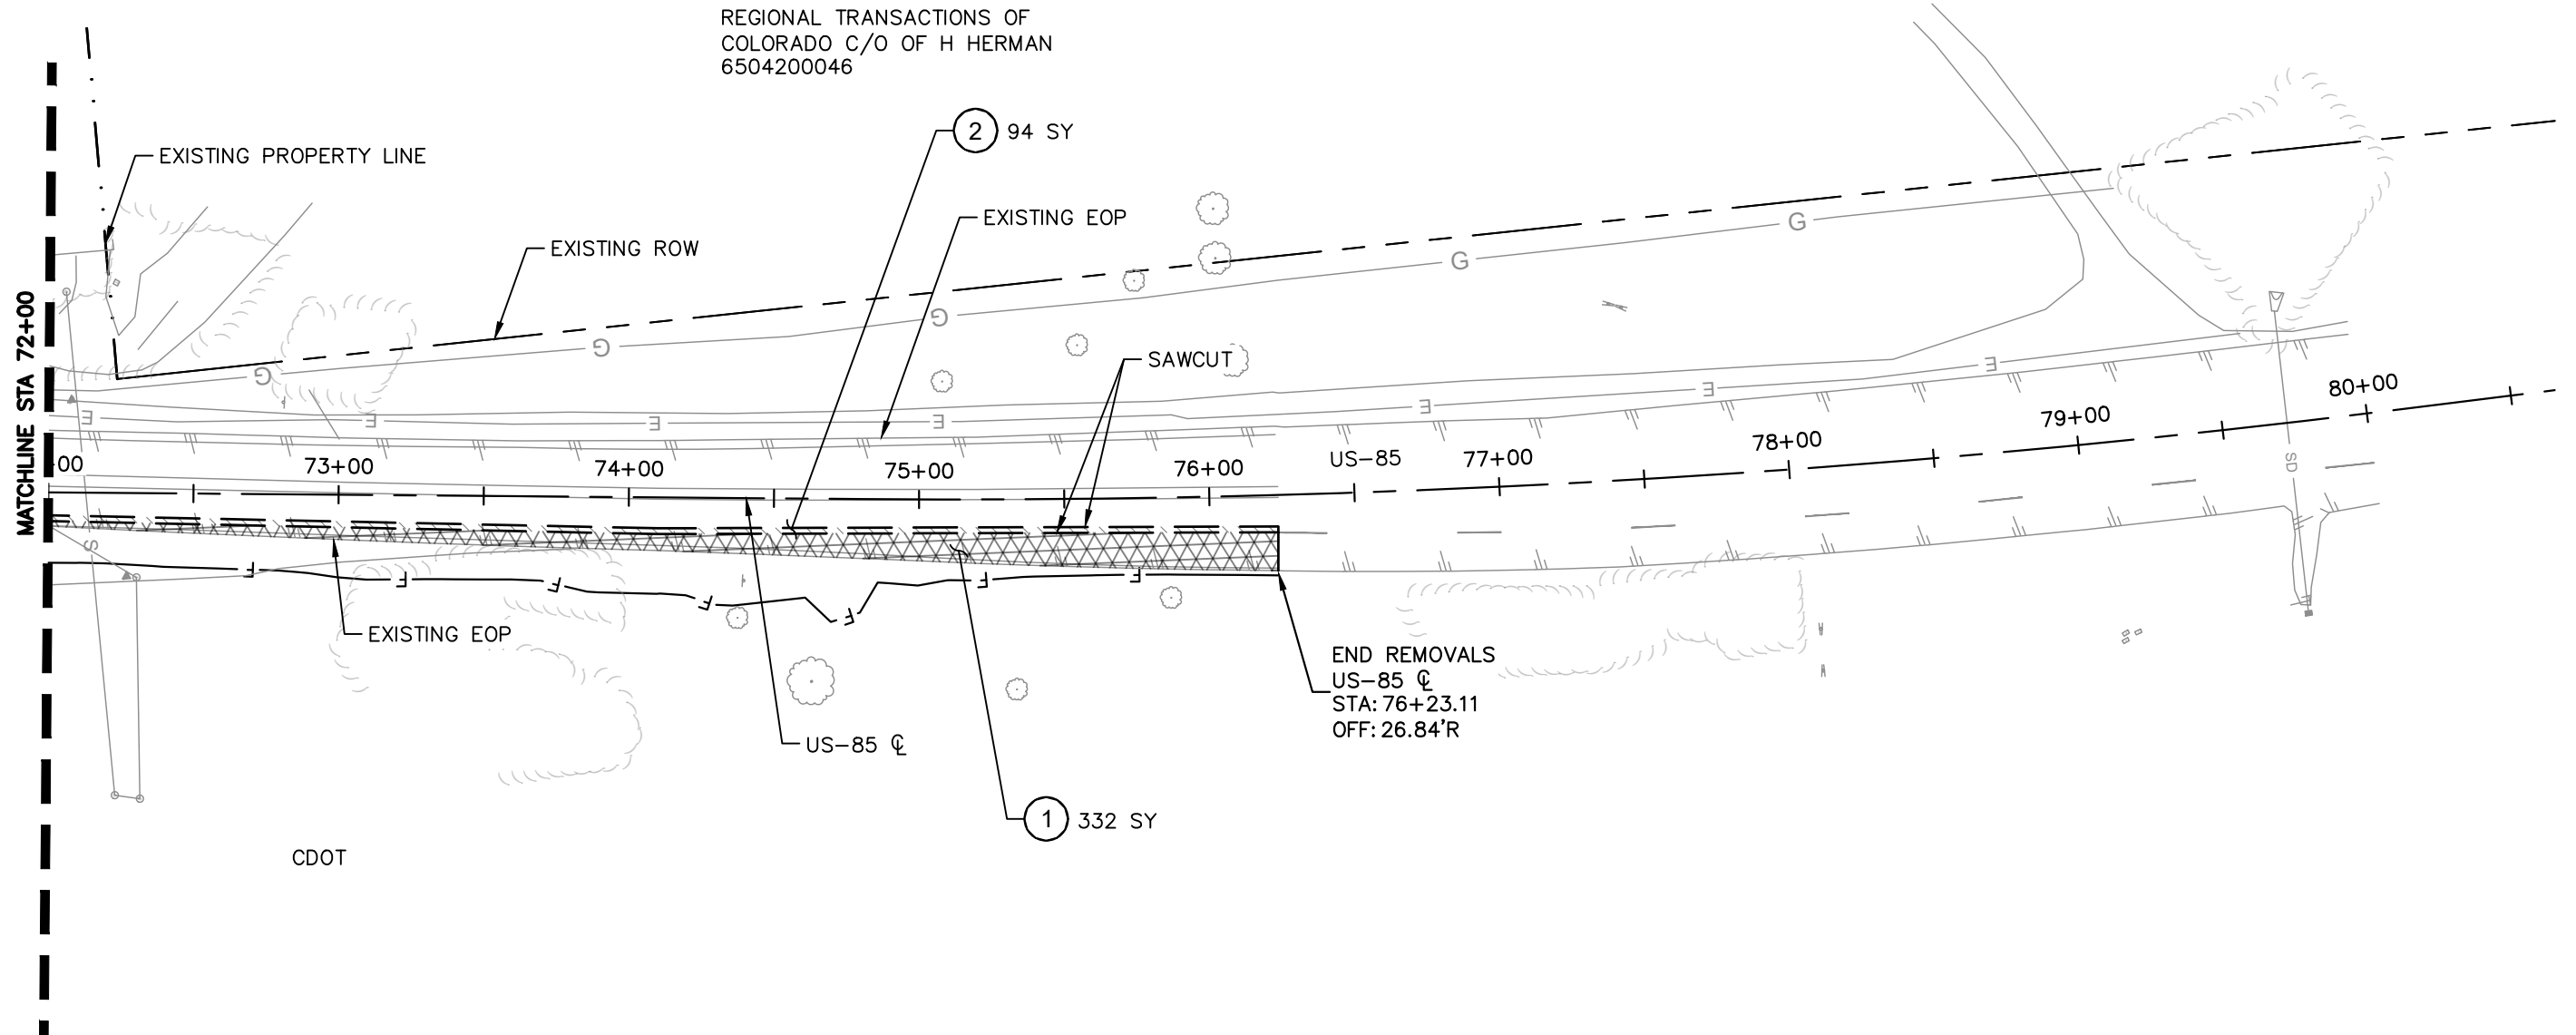 REGIONAL TRANSACTIONS OF
COLORADO C/O OF H HERMAN
6504200046
2 94 SY
EXISTING PROPERTY LINE
EXISTING EOP
EXISTING ROW
G
G
G
G
G
SAWCUT
E
E
E
E
E
E
E
MATCHLINE STA 72+00
00
73+00
74+00
75+00
76+00
US-85
77+00
78+00
79+00
80+00
SD
S
F
F
F
F
F
F
F
EXISTING EOP
END REMOVALS
US-85 ℄
STA: 76+23.11
OFF: 26.84'R
US-85 ℄
1 332 SY
CDOT